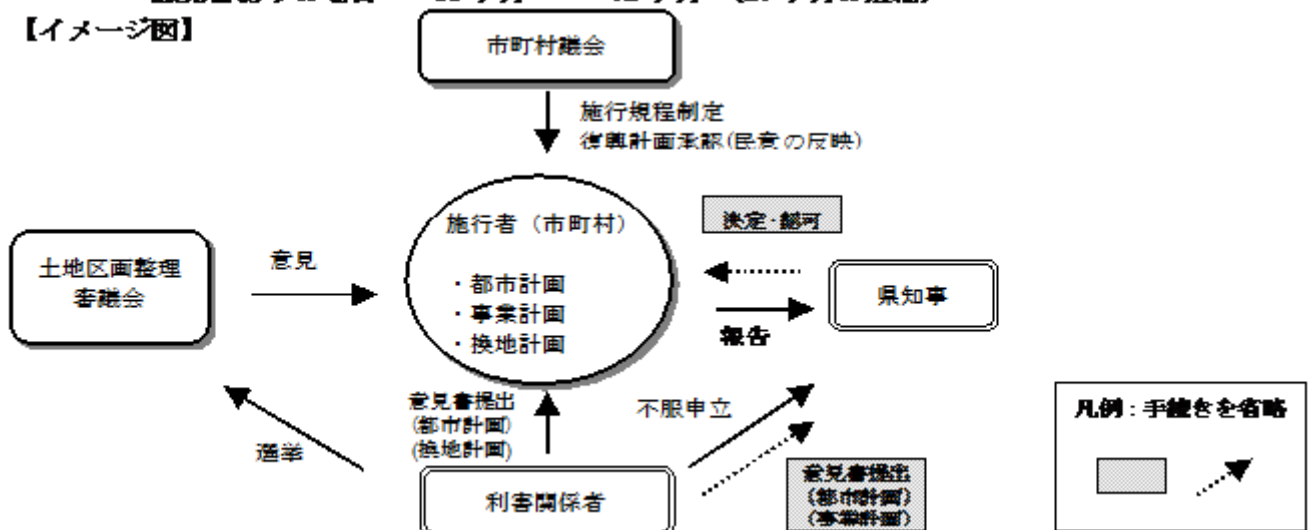 【イメージ図】
市町村議会
施行規程制定
復興計画承認(民意の反映)
施行者（市町村）
・都市計画
・事業計画
・換地計画
決定・認可
土地区画整理
審議会
意見
県知事
報告
意見書提出
(都市計画)
(換地計画)
不服申立
選挙
利害関係者
意見書提出
(都市計画)
(事業計画)
凡例：手続きを省略